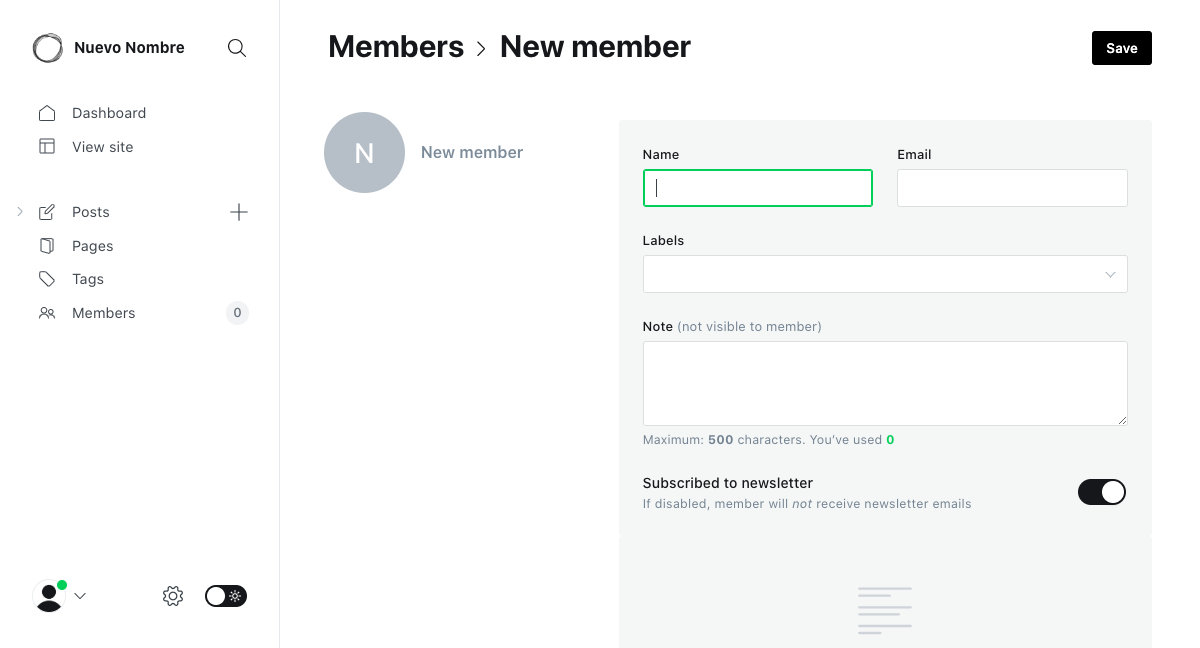 Nuevo Nombre
Members > New member
Save
Dashboard
View site
Posts
Pages
Tags
Members 0
N
New member
Name
Email
Labels
Note (not visible to member)
Maximum: 500 characters. You’ve used 0
Subscribed to newsletter
If disabled, member will not receive newsletter emails